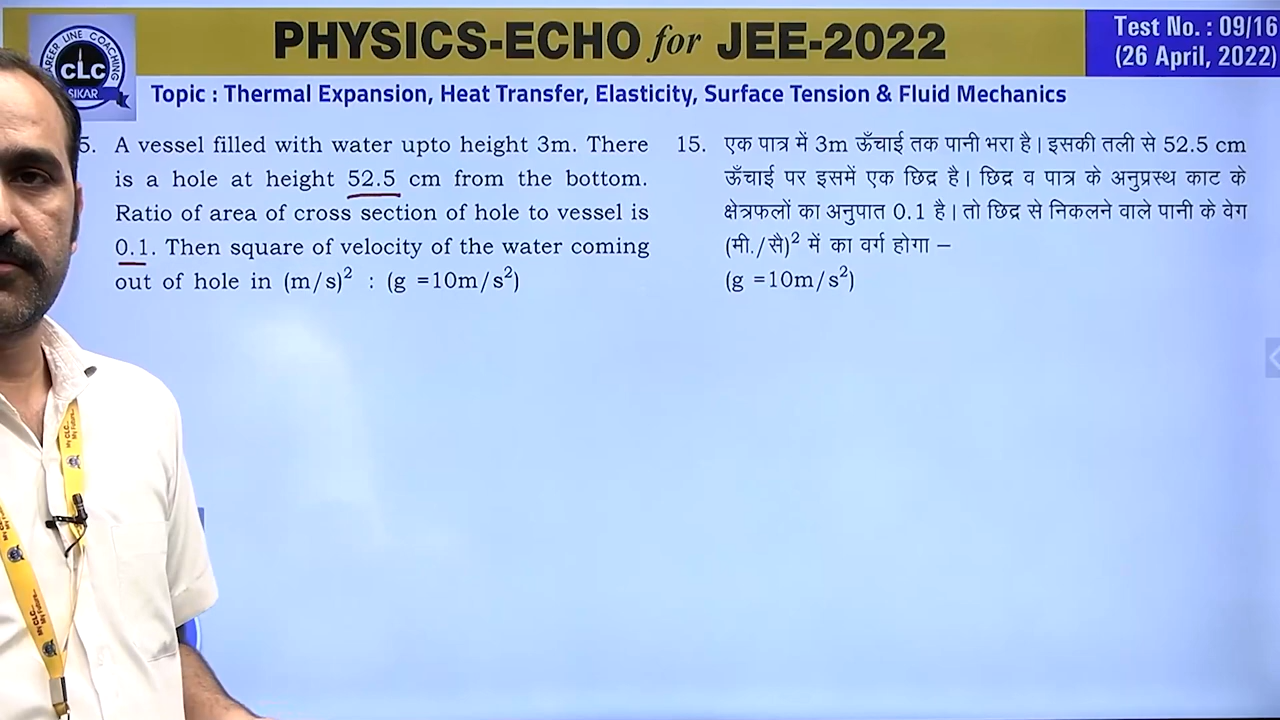 PHYSICS-ECHO for JEE-2022
Test No. : 09/16
(26 April, 2022)
CAREER LINE COACHING
CLC
SIKAR
Topic : Thermal Expansion, Heat Transfer, Elasticity, Surface Tension & Fluid Mechanics
5. A vessel filled with water upto height 3m. There
is a hole at height 52.5 cm from the bottom.
Ratio of area of cross section of hole to vessel is
0.1. Then square of velocity of the water coming
out of hole in (m/s)² : (g =10m/s²)
15. एक पात्र में 3m ऊँचाई तक पानी भरा है। इसकी तली से 52.5 cm
ऊँचाई पर इसमें एक छिद्र है। छिद्र व पात्र के अनुप्रस्थ काट के
क्षेत्रफलों का अनुपात 0.1 है। तो छिद्र से निकलने वाले पानी के वेग
(मी./सै)² में का वर्ग होगा –
(g =10m/s²)